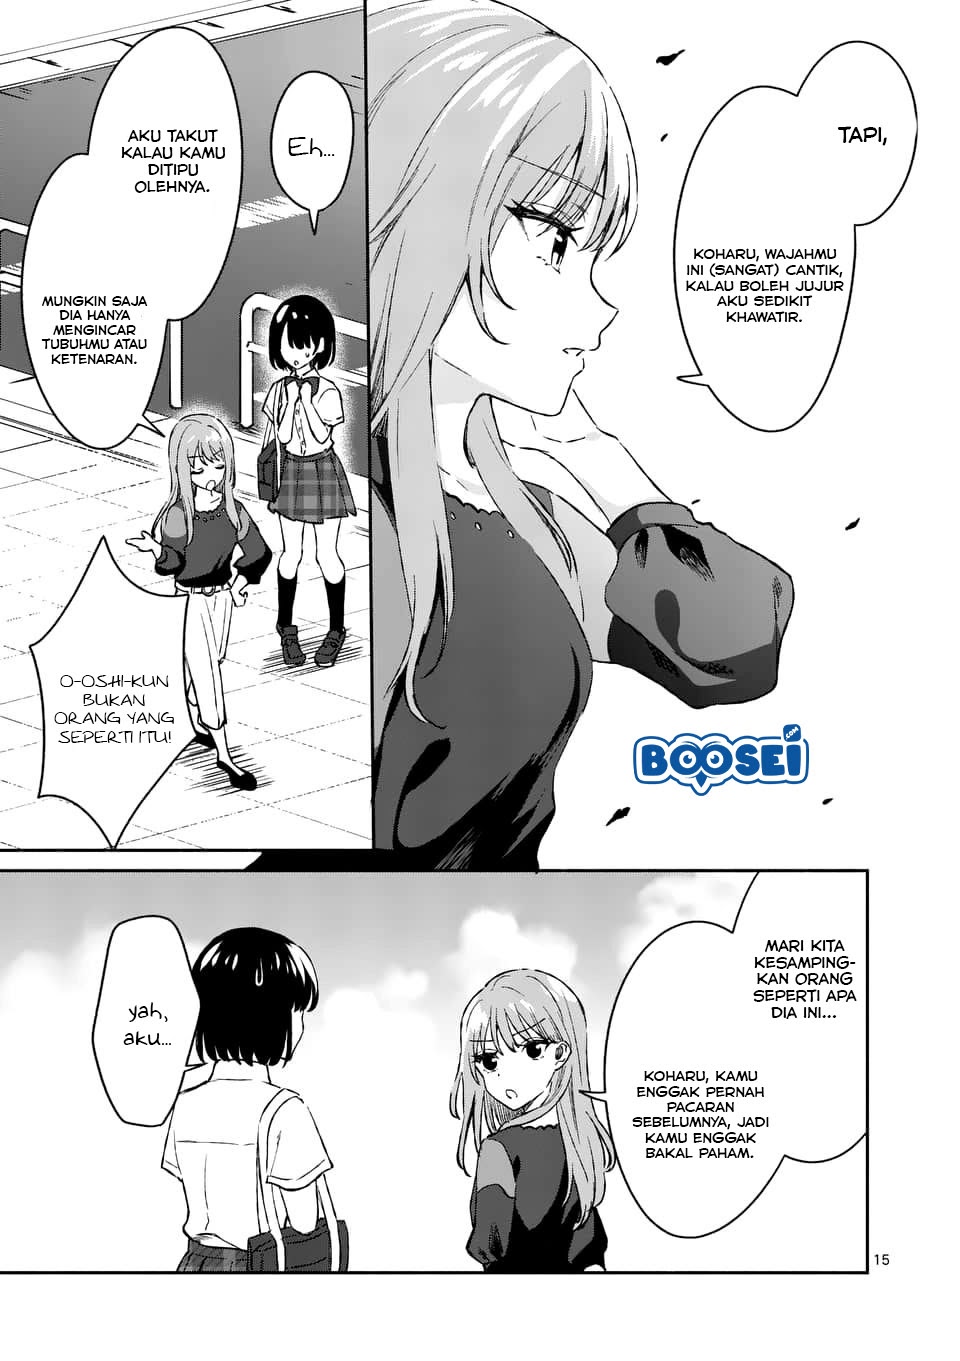 TAPI,
KOHARU, WAJAHMU
INI (SANGAT) CANTIK,
KALAU BOLEH JUJUR
AKU SEDIKIT
KHAWATIR.
Eh...
AKU TAKUT
KALAU KAMU
DITIPU
OLEHNYA.
MUNGKIN SAJA
DIA HANYA
MENGINCAR
TUBUHMU ATAU
KETENARAN.
O-OSHI-KUN
BUKAN
ORANG YANG
SEPERTI ITU!
BOOSEI
.COM
MARI KITA
KESAMPING-
KAN ORANG
SEPERTI APA
DIA INI...
KOHARU, KAMU
ENGGAK PERNAH
PACARAN
SEBELUMNYA, JADI
KAMU ENGGAK
BAKAL PAHAM.
yah,
aku...
15